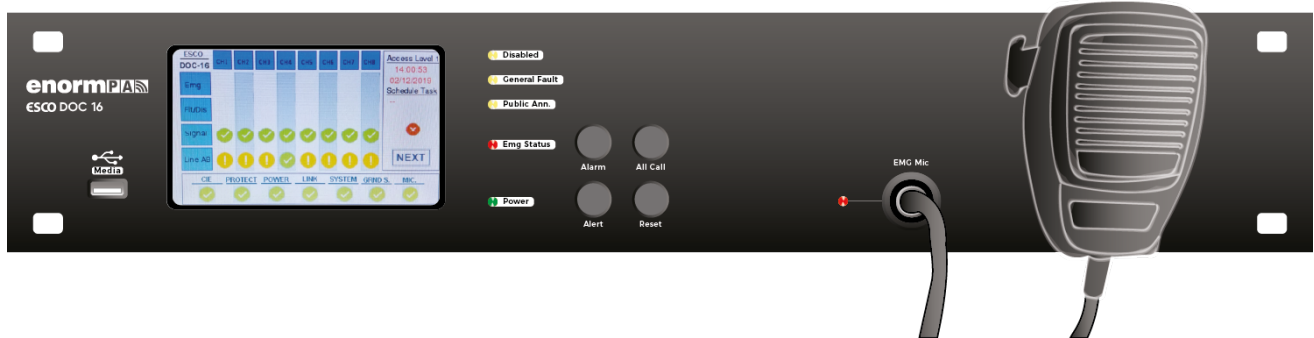 enormPA
ESCO DOC 16
Media
ESCO
DOC-16
CH1 CH2 CH3 CH4 CH5 CH6 CH7 CH8
Emg
FltDis
Signal
Line AB
Access Level 1
14:00:53
02/12/2019
Schedule Task
NEXT
CIE PROTECT POWER LINK SYSTEM GRND S. MIC.
Disabled
General Fault
Public Ann.
Emg Status
Power
Alarm All Call
Alert Reset
EMG Mic